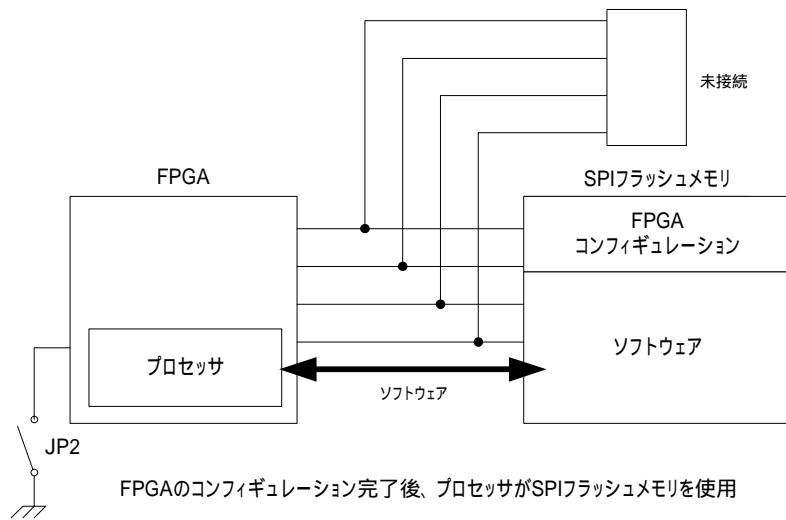 未接続
FPGA
SPIフラッシュメモリ
FPGA
コンフィギュレーション
プロセッサ
ソフトウェア
ソフトウェア
JP2
FPGAのコンフィギュレーション完了後、プロセッサがSPIフラッシュメモリを使用